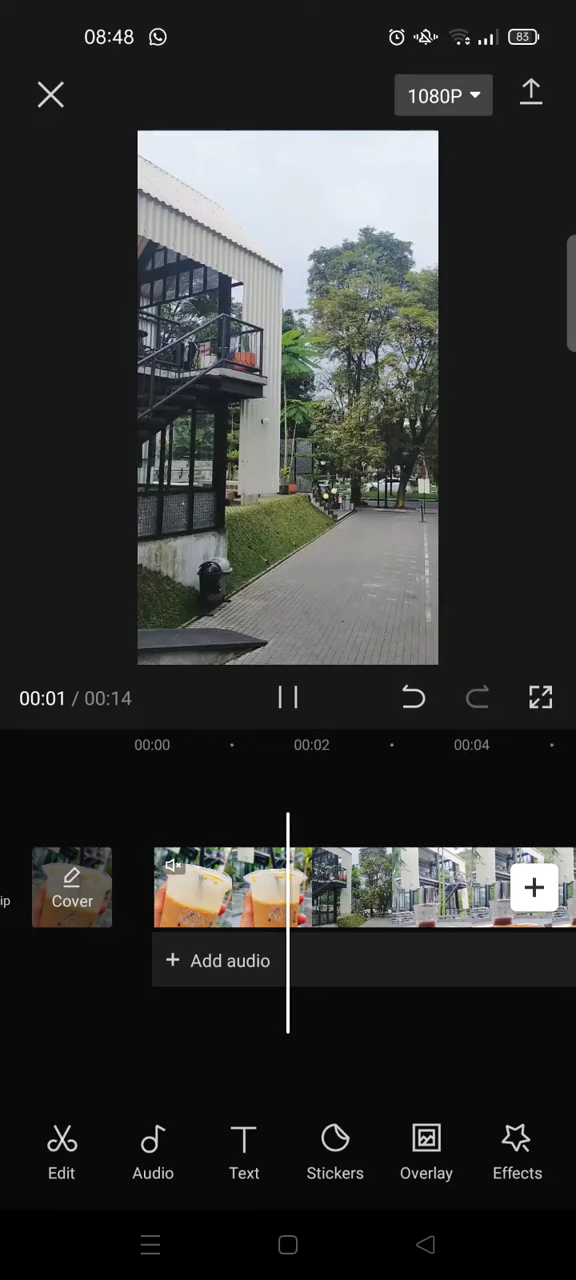 08:48
83
1080P
00:01 / 00:14
00:00 00:02 00:04
ip
Cover
+ Add audio
Edit Audio Text Stickers Overlay Effects